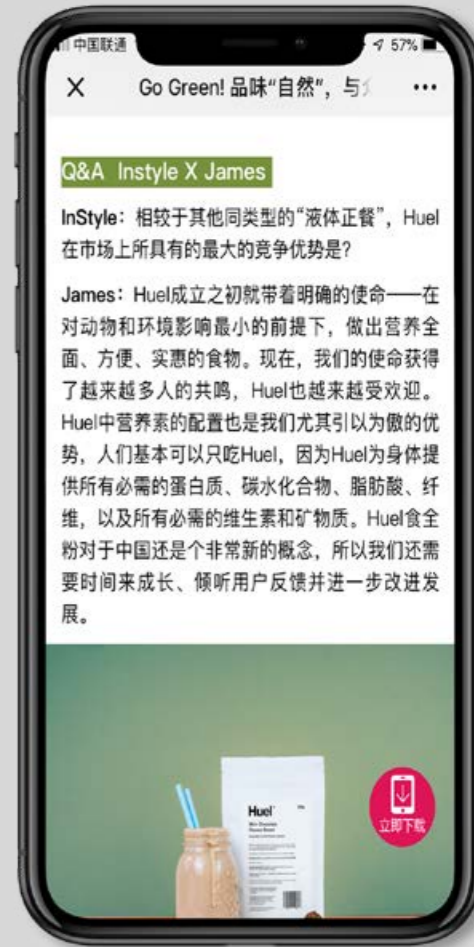 中国联通 57%
Go Green! 品味“自然”，与
Q&A Instyle X James
InStyle：相较于其他同类型的“液体正餐”，Huel
在市场上所具有的最大的竞争优势是?
James：Huel成立之初就带着明确的使命——在
对动物和环境影响最小的前提下，做出营养全
面、方便、实惠的食物。现在，我们的使命获得
了越来越多人的共鸣，Huel也越来越受欢迎。
Huel中营养素的配置也是我们尤其引以为傲的优
势，人们基本可以只吃Huel，因为Huel为身体提
供所有必需的蛋白质、碳水化合物、脂肪酸、纤
维，以及所有必需的维生素和矿物质。Huel食全
粉对于中国还是个非常新的概念，所以我们还需
要时间来成长、倾听用户反馈并进一步改进发
展。
Huel
立即下载